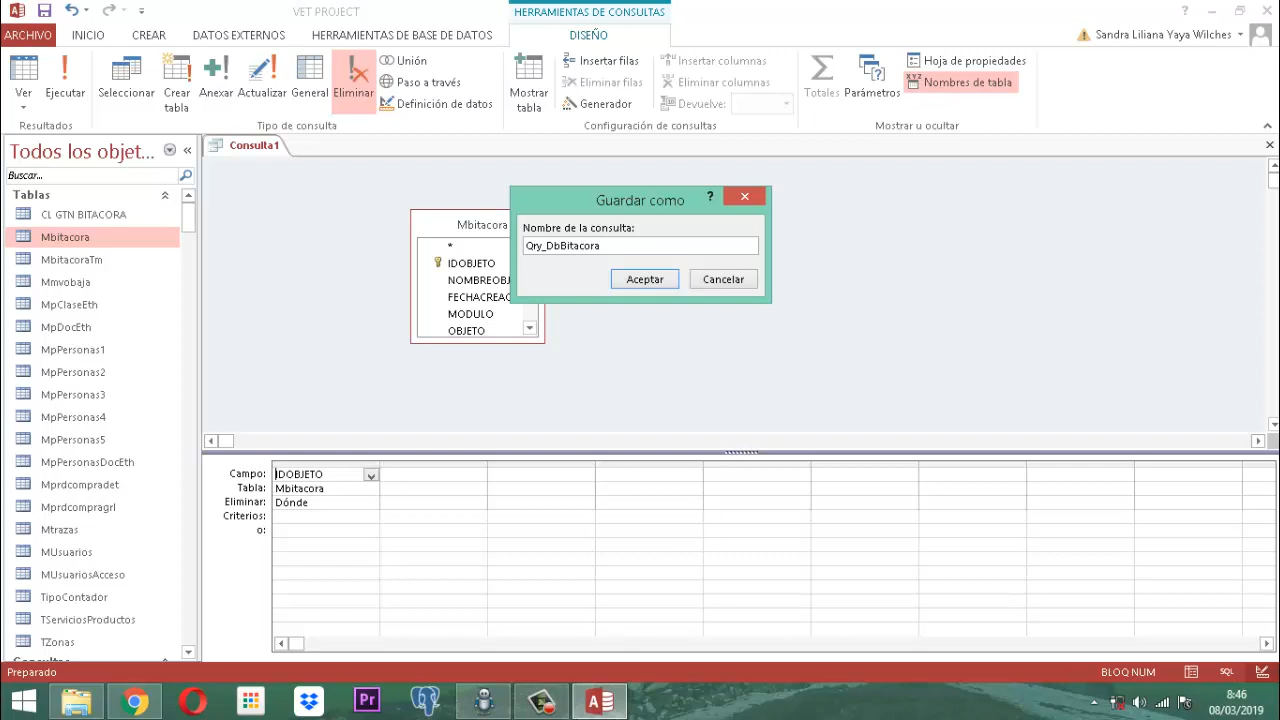 VET PROJECT
HERRAMIENTAS DE CONSULTAS
ARCHIVO
INICIO
CREAR
DATOS EXTERNOS
HERRAMIENTAS DE BASE DE DATOS
DISEÑO
Sandra Liliana Yaya Wilches
Ver
Ejecutar
Resultados
Seleccionar
Crear
tabla
Anexar
Actualizar
General
Eliminar
Unión
Paso a través
Definición de datos
Tipo de consulta
Mostrar
tabla
Insertar filas
Eliminar filas
Generador
Insertar columnas
Eliminar columnas
Devuelve:
Configuración de consultas
Totales
Parámetros
Hoja de propiedades
Nombres de tabla
Mostrar u ocultar
Todos los objet...
Buscar...
Tablas
CL GTN BITACORA
Mbitacora
MbitacoraTm
Mmvobaja
MpClaseEth
MpDocEth
MpPersonas1
MpPersonas2
MpPersonas3
MpPersonas4
MpPersonas5
MpPersonasDocEth
Mprdcompradet
Mprdcompragrl
Mtrazas
MUsuarios
MUsuariosAcceso
TipoContador
TServiciosProductos
TZonas
Consulta1
Mbitacora
*
IDOBJETO
NOMBREOBJ
FECHACREAC
MODULO
OBJETO
Guardar como
?
Nombre de la consulta:
Qry_DbBitacora
Aceptar
Cancelar
Campo: IDOBJETO
Tabla: Mbitacora
Eliminar: Dónde
Criterios:
o:
Preparado
BLOQ NUM
SQL
Pr
8:46
08/03/2019